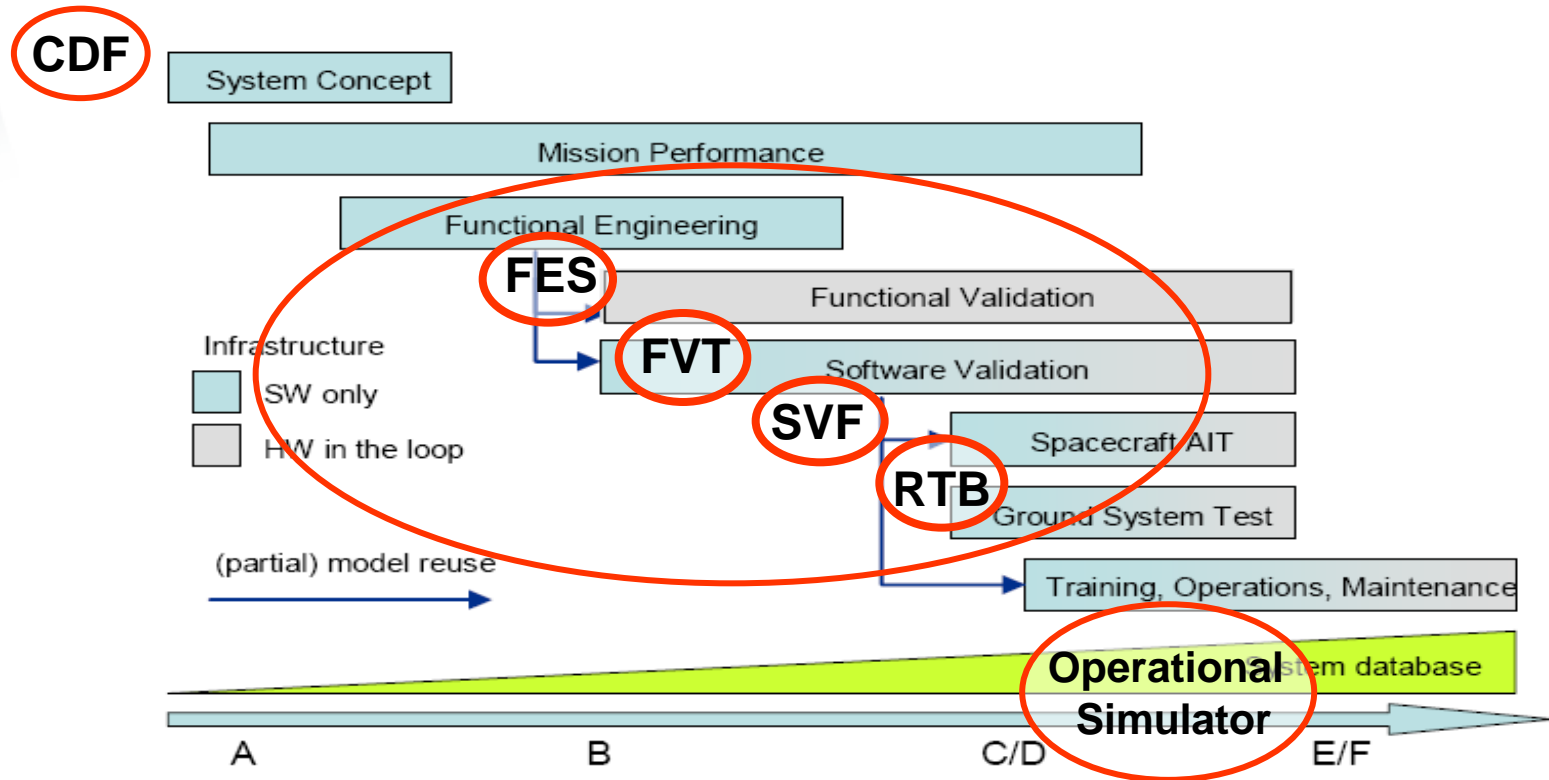 CDF
System Concept
Mission Performance
Functional Engineering
FES
Functional Validation
Infrastructure
FVT
Software Validation
SW only
SVF
Spacecraft AIT
HW in the loop
RTB
Ground System Test
(partial) model reuse
Training, Operations, Maintenance
Operational
System database
Simulator
A B C/D E/F